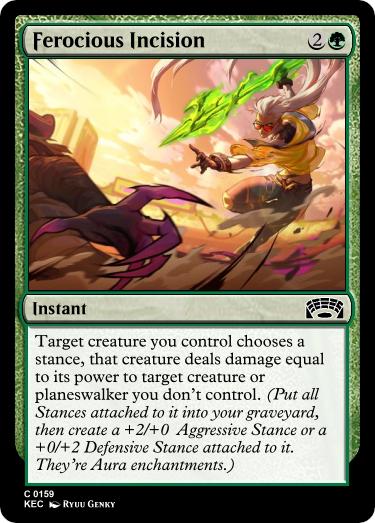 Ferocious Incision 2
Instant
Target creature you control chooses a
stance, that creature deals damage equal
to its power to target creature or
planeswalker you don't control. (Put all
Stances attached to it into your graveyard,
then create a +2/+0 Aggressive Stance or a
+0/+2 Defensive Stance attached to it.
They're Aura enchantments.)
C 0159
KEC Ryuu Genky